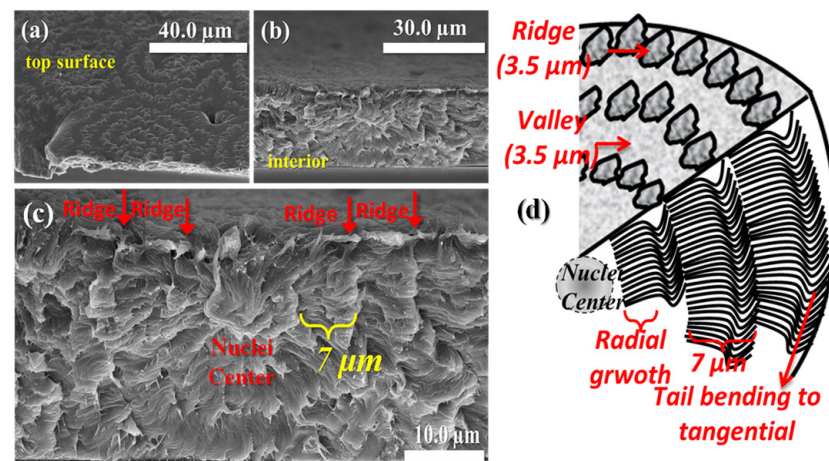 (a)
40.0 µm
top surface
(b)
30.0 µm
interior
(c)
Ridge
Ridge
Ridge
Ridge
Nuclei
Center
7 µm
10.0 µm
Ridge
(3.5 µm)
Valley
(3.5 µm)
(d)
Nuclei
Center
Radial
grwoth
7 µm
Tail bending to
tangential